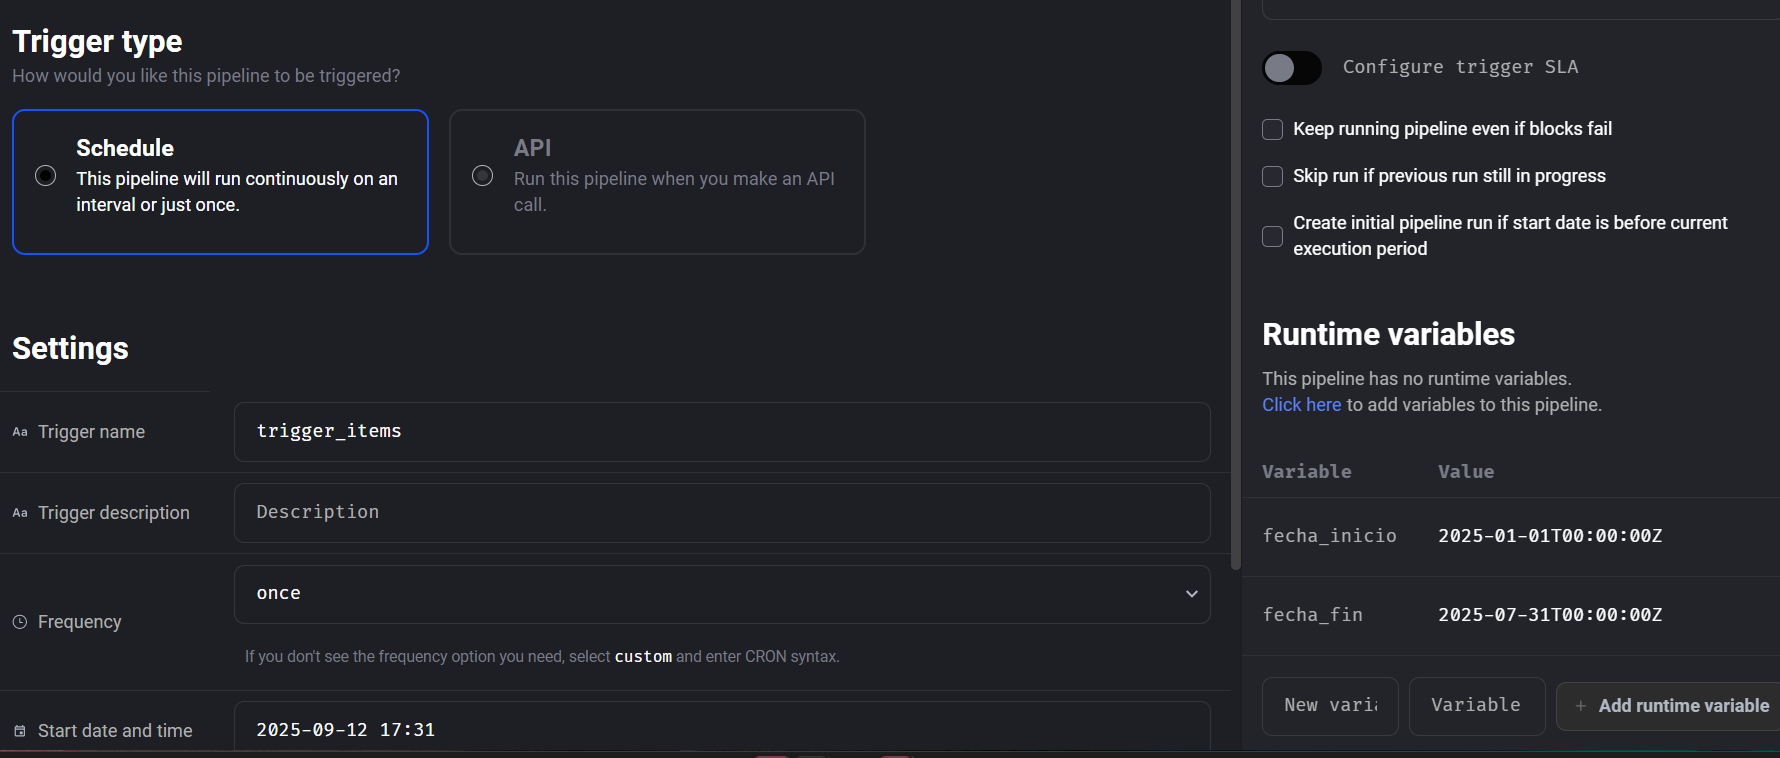 Trigger type
How would you like this pipeline to be triggered?
Schedule
This pipeline will run continuously on an
interval or just once.
API
Run this pipeline when you make an API
call.
Settings
Aa Trigger name
trigger_items
Aa Trigger description
Description
Frequency
once
If you don't see the frequency option you need, select custom and enter CRON syntax.
Start date and time
2025-09-12 17:31
Configure trigger SLA
Keep running pipeline even if blocks fail
Skip run if previous run still in progress
Create initial pipeline run if start date is before current
execution period
Runtime variables
This pipeline has no runtime variables.
Click here to add variables to this pipeline.
Variable Value
fecha_inicio 2025-01-01T00:00:00Z
fecha_fin 2025-07-31T00:00:00Z
New varia Variable + Add runtime variable